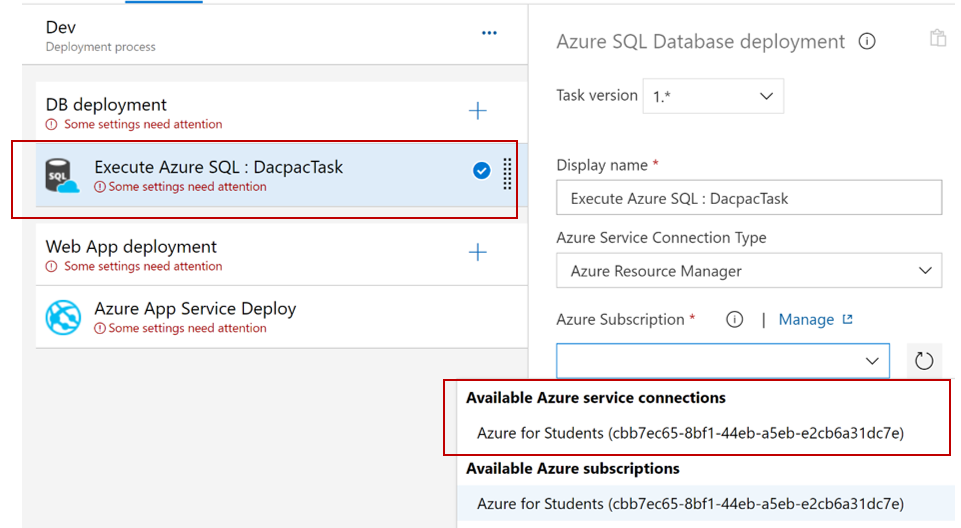 Dev
Deployment process
DB deployment
Some settings need attention
Execute Azure SQL : DacpacTask
Some settings need attention
Web App deployment
Some settings need attention
Azure App Service Deploy
Some settings need attention
Azure SQL Database deployment
Task version 1.*
Display name *
Execute Azure SQL : DacpacTask
Azure Service Connection Type
Azure Resource Manager
Azure Subscription * | Manage
Available Azure service connections
Azure for Students (cbb7ec65-8bf1-44eb-a5eb-e2cb6a31dc7e)
Available Azure subscriptions
Azure for Students (cbb7ec65-8bf1-44eb-a5eb-e2cb6a31dc7e)